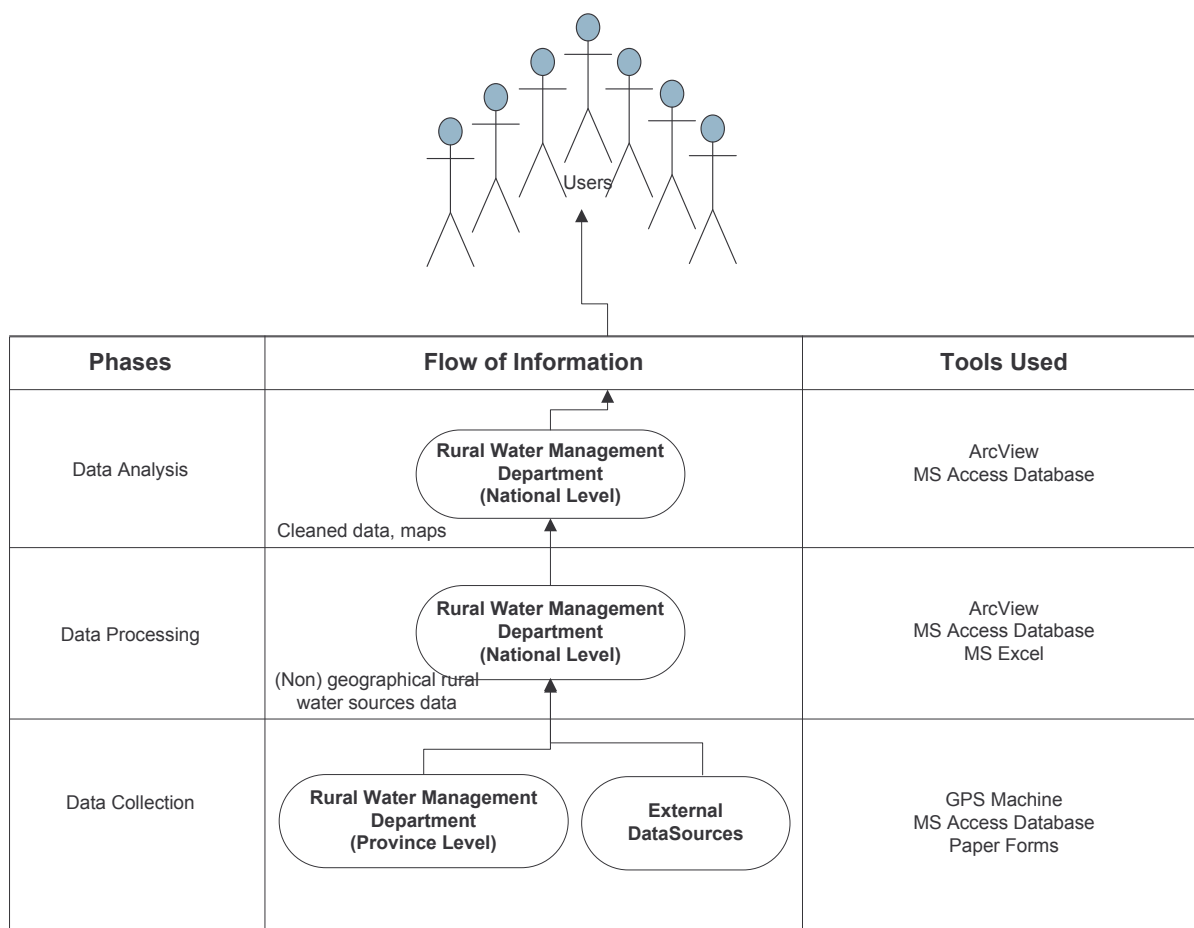 Users
Phases
Flow of Information
Tools Used
Data Analysis
Rural Water Management
Department
(National Level)
Cleaned data, maps
ArcView
MS Access Database
Data Processing
Rural Water Management
Department
(National Level)
(Non) geographical rural
water sources data
ArcView
MS Access Database
MS Excel
Data Collection
Rural Water Management
Department
(Province Level)
External
DataSources
GPS Machine
MS Access Database
Paper Forms